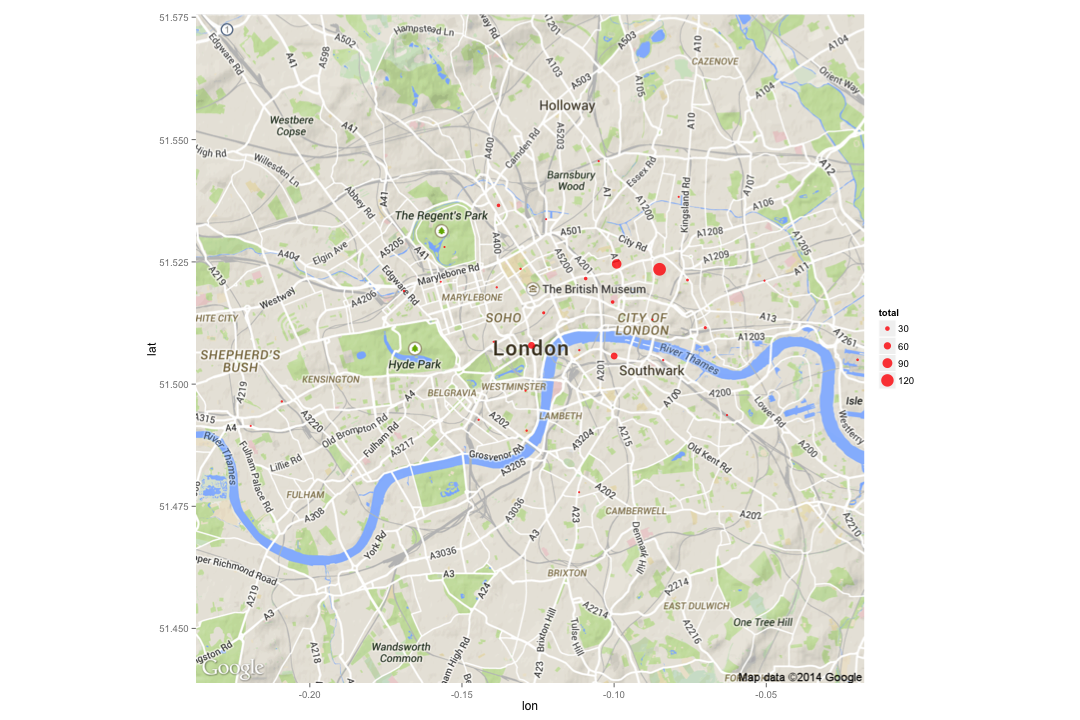 51.575
51.550
51.525
51.500
51.475
51.450
lat
-0.20
-0.15
-0.10
-0.05
lon
total
30
60
90
120
1
Hampstead Ln
A502
A598
A41
Edgware Rd
A1201
A503
A10
CAZENOVE
A104
Orient Way
A103
A503
A105
A104
Holloway
Westbere
Copse
A41
A400
Camden Rd
A5203
A10
High Rd
Willesden Ln
Abbey Rd
A41
Barnsbury
Wood
A1
Essex Rd
A1200
Kingsland Rd
A107
A12
A106
The Regent's Park
A400
A501
City Rd
A1208
A1209
A1205
A11
A404
Elgin Ave
A5205
A41
Edgware Rd
Marylebone Rd
A5200
A201
A219
Westway
A4206
The British Museum
MARYLEBONE
SOHO
CITY OF
LONDON
A13
A1203
A1261
HITE CITY
SHEPHERD'S
BUSH
London
River Thames
Hyde Park
Southwark
A201
KENSINGTON
BELGRAVIA
WESTMINSTER
A219
A4
A100
A200
Lower Rd
Isle
Westferry
A315
A4
A3220
Old Brompton Rd
Fulham Rd
A3217
A202
LAMBETH
A3204
A215
Old Kent Rd
A200
River Thames
Fulham Palace Rd
Lillie Rd
Grosvenor Rd
A3205
FULHAM
A308
A3036
A23
A202
CAMBERWELL
A202
A2210
York Rd
A3036
A3
Denmark Hill
per Richmond Road
A219
A3
A3
A24
BRIXTON
A2214
A2214
EAST DULWICH
A2216
One Tree Hill
Brixton Hill
Tulse Hill
A23
A218
Wandsworth
Common
am High Rd
ngston Rd
Google
Map data ©2014 Google